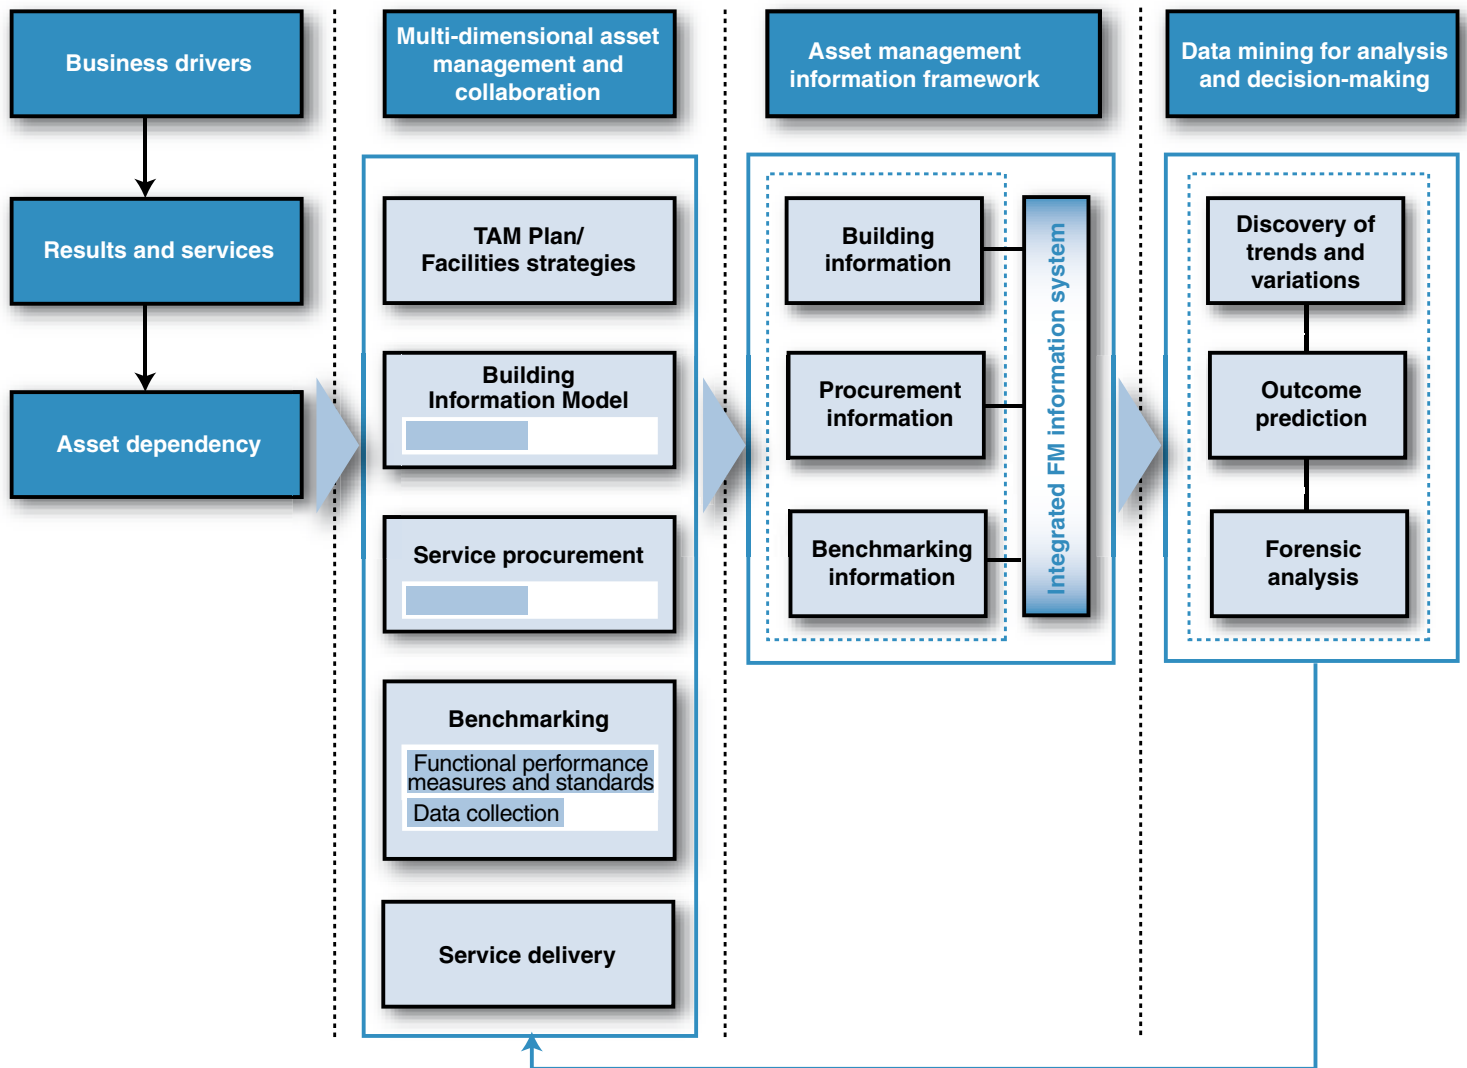 Business drivers
Results and services
Asset dependency
Multi-dimensional asset
management and
collaboration
TAM Plan/
Facilities strategies
Building
Information Model
Service procurement
Benchmarking
Functional performance
measures and standards
Data collection
Service delivery
Asset management
information framework
Building
information
Procurement
information
Benchmarking
information
Integrated FM information system
Data mining for analysis
and decision-making
Discovery of
trends and
variations
Outcome
prediction
Forensic
analysis